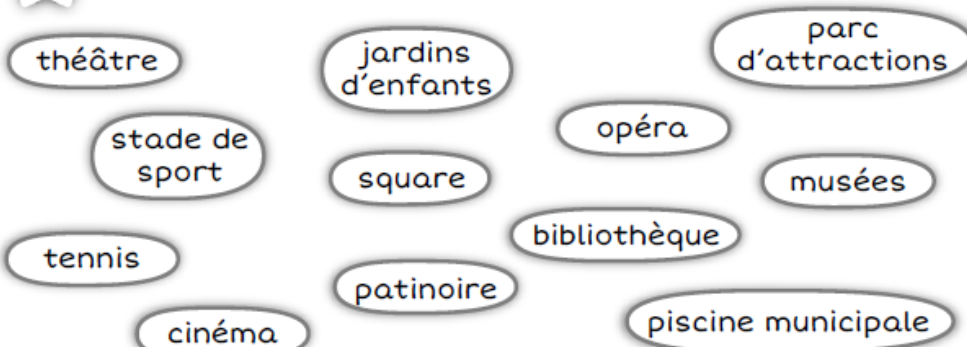 théâtre
jardins
d'enfants
parc
d'attractions
stade de
sport
opéra
square
musées
tennis
bibliothèque
patinoire
cinéma
piscine municipale